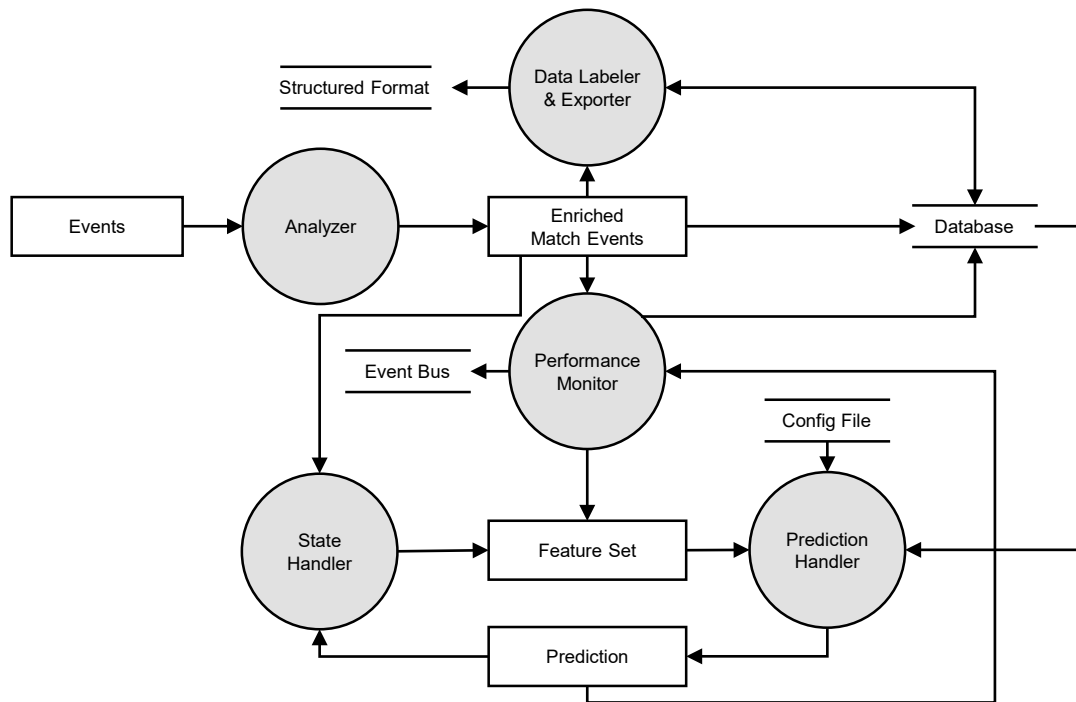 Structured Format
Data Labeler
& Exporter
Events
Analyzer
Enriched
Match Events
Database
Event Bus
Performance
Monitor
Config File
State
Handler
Feature Set
Prediction
Handler
Prediction